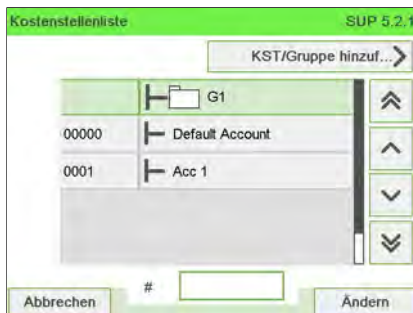 Kostenstellenliste SUP 5.2.1
KST/Gruppe hinzuf...
G1
00000 Default Account
0001 Acc 1
#
Abbrechen Ändern